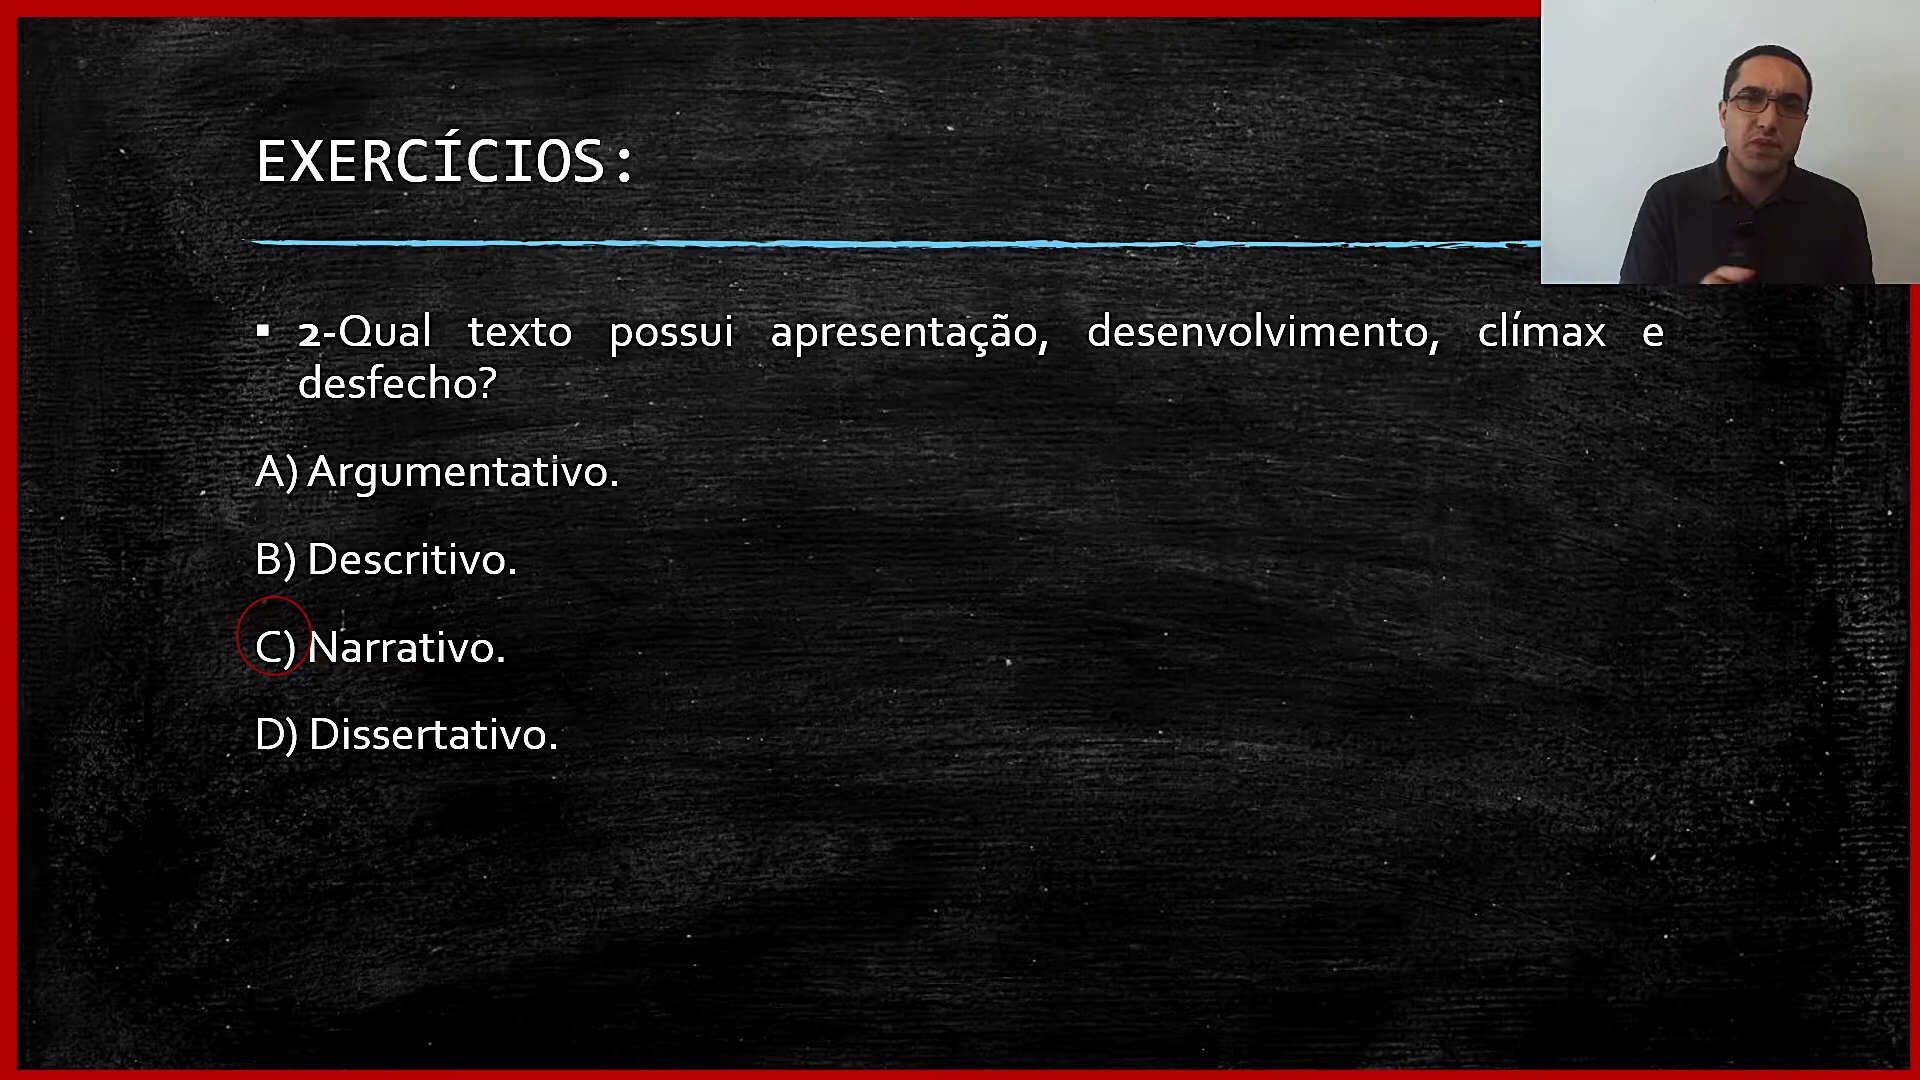 EXERCÍCIOS:
▪ 2-Qual texto possui apresentação, desenvolvimento, clímax e
desfecho?
A) Argumentativo.
B) Descritivo.
C) Narrativo.
D) Dissertativo.